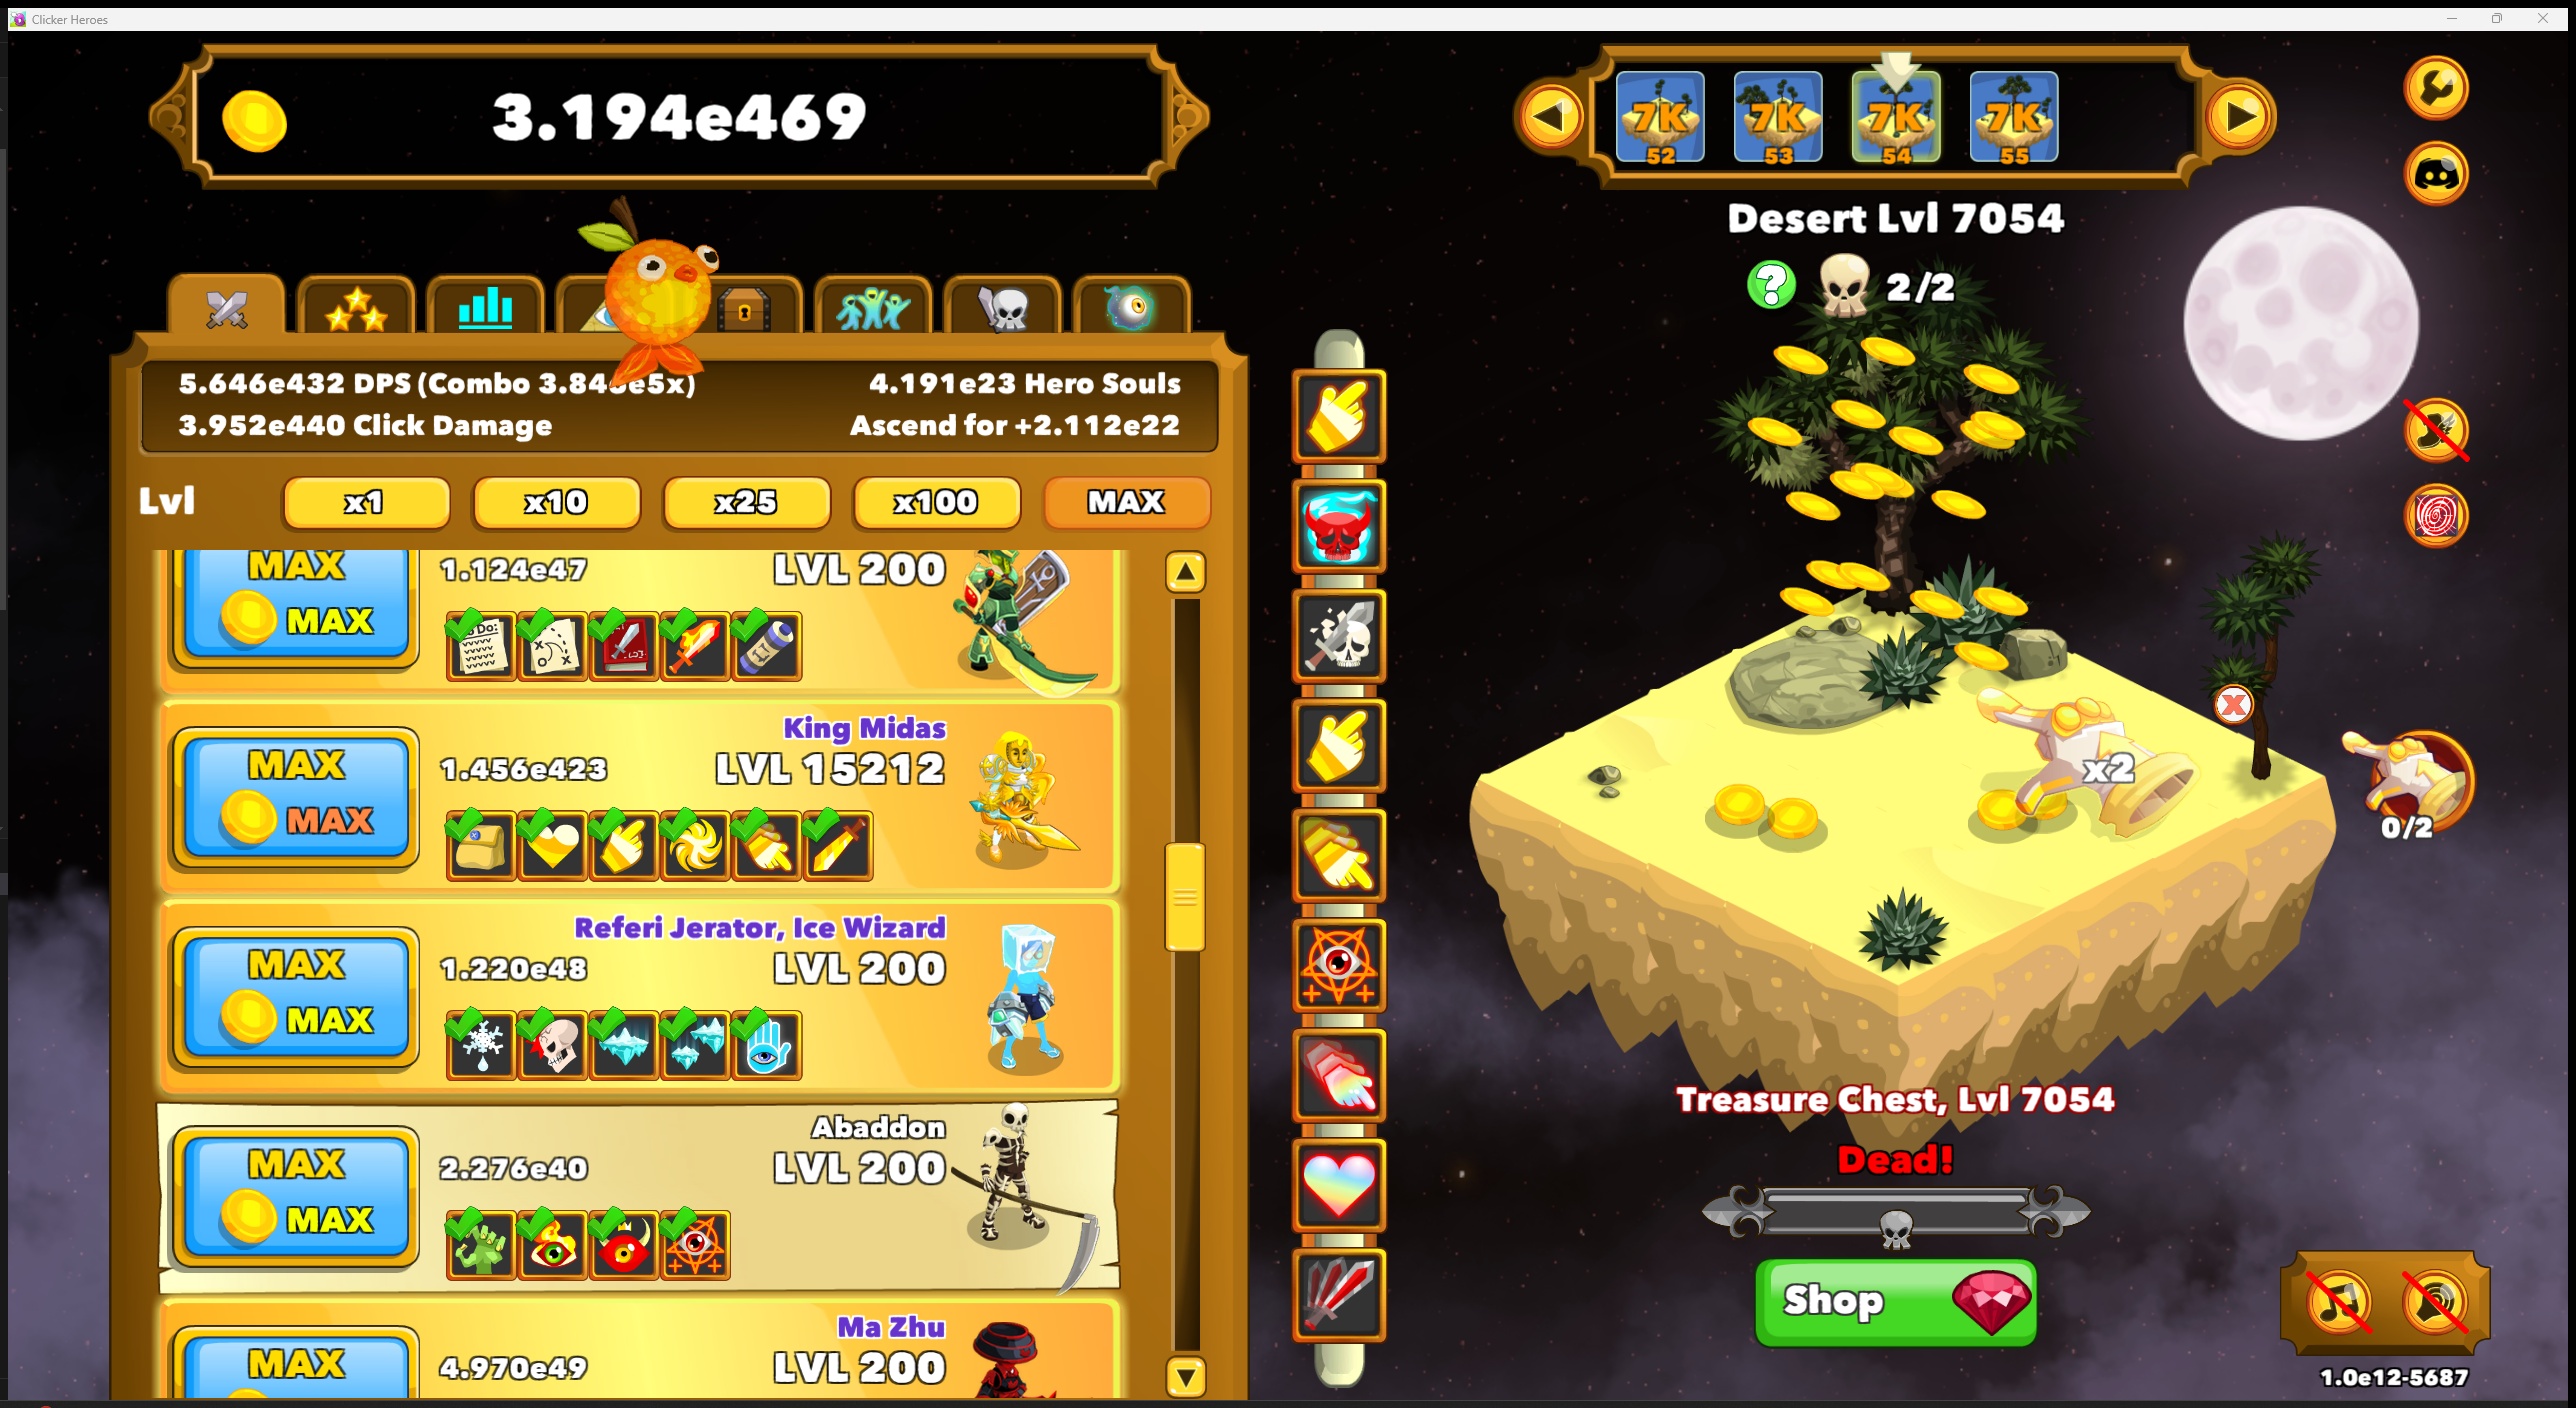 Clicker Heroes
3.194e469
7K
52
7K
53
7K
54
7K
55
Desert Lvl 7054
2/2
5.646e432 DPS (Combo 3.84
e5x)
4.191e23 Hero Souls
3.952e440 Click Damage
Ascend for +2.112e22
Lvl
x1
x10
x25
x100
MAX
MAX
MAX
1.124e47
LVL 200
Do:
MAX
MAX
King Midas
1.456e423
LVL 15212
MAX
MAX
Referi Jerator, Ice Wizard
1.220e48
LVL 200
MAX
MAX
Abaddon
2.276e40
LVL 200
MAX
Ma Zhu
4.970e49
LVL 200
x2
0/2
Treasure Chest, Lvl 7054
Dead!
Shop
1.0e12-5687